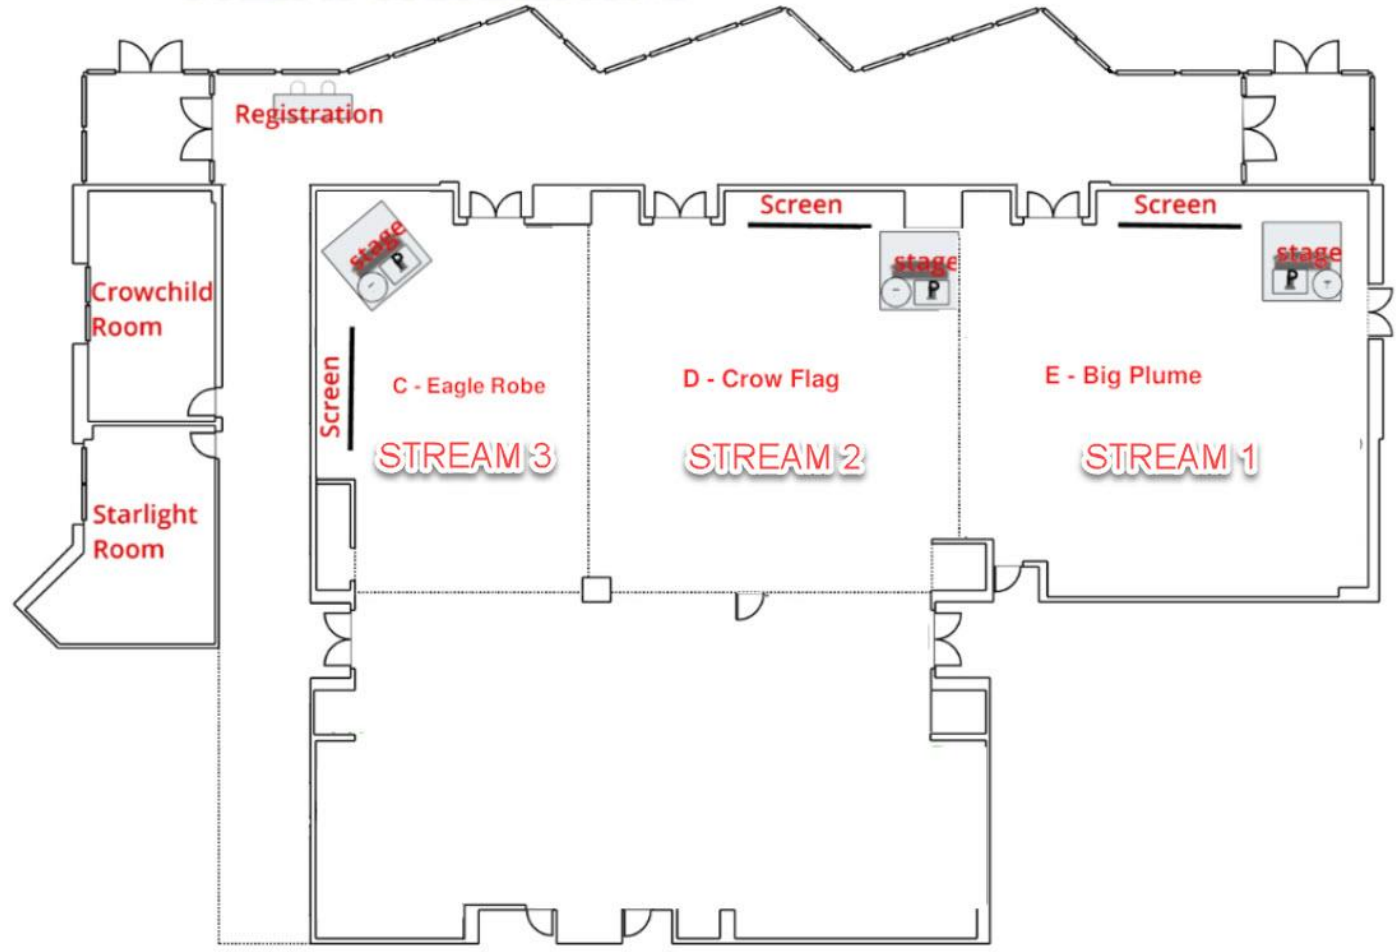 Registration
stage
Screen
stage
Screen
stage
P
P
P
Crowchild
Room
Screen
C - Eagle Robe
D - Crow Flag
E - Big Plume
STREAM 3
STREAM 2
STREAM 1
Starlight
Room